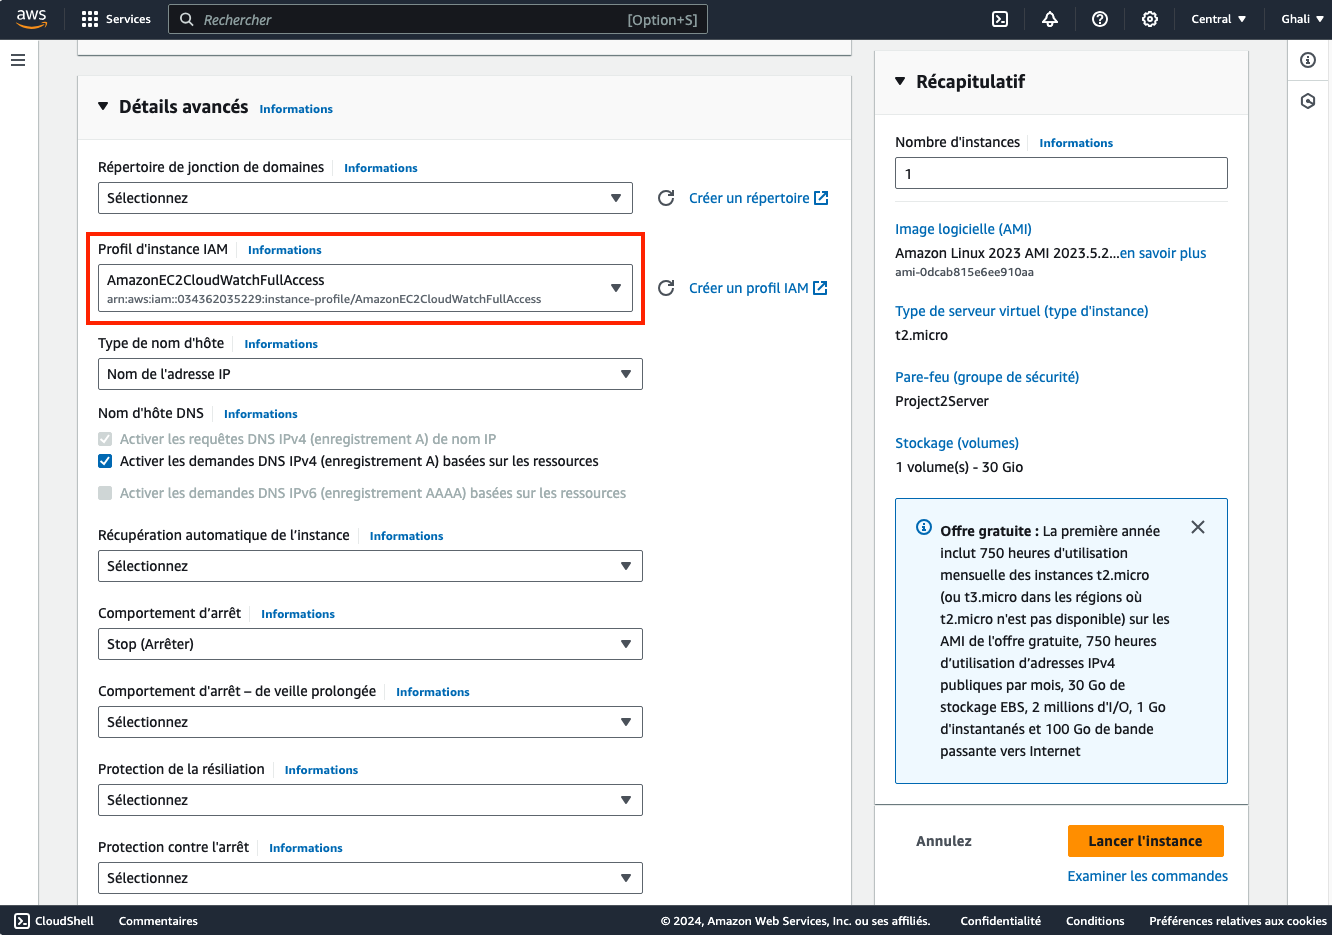 aws
Services
Rechercher
[Option+S]
Central
Ghali
Détails avancés Informations
Répertoire de jonction de domaines Informations
Sélectionnez
Créer un répertoire
Profil d'instance IAM Informations
AmazonEC2CloudWatchFullAccess
arn:aws:iam::034362035229:instance-profile/AmazonEC2CloudWatchFullAccess
Créer un profil IAM
Type de nom d'hôte Informations
Nom de l'adresse IP
Nom d'hôte DNS Informations
Activer les requêtes DNS IPv4 (enregistrement A) de nom IP
Activer les demandes DNS IPv4 (enregistrement A) basées sur les ressources
Activer les demandes DNS IPv6 (enregistrement AAAA) basées sur les ressources
Récupération automatique de l’instance Informations
Sélectionnez
Comportement d’arrêt Informations
Stop (Arrêter)
Comportement d'arrêt – de veille prolongée Informations
Sélectionnez
Protection de la résiliation Informations
Sélectionnez
Protection contre l'arrêt Informations
Sélectionnez
Récapitulatif
Nombre d'instances Informations
1
Image logicielle (AMI)
Amazon Linux 2023 AMI 2023.5.2...en savoir plus
ami-0dcab815e6ee910aa
Type de serveur virtuel (type d'instance)
t2.micro
Pare-feu (groupe de sécurité)
Project2Server
Stockage (volumes)
1 volume(s) - 30 Gio
Offre gratuite : La première année
inclut 750 heures d'utilisation
mensuelle des instances t2.micro
(ou t3.micro dans les régions où
t2.micro n'est pas disponible) sur les
AMI de l'offre gratuite, 750 heures
d’utilisation d’adresses IPv4
publiques par mois, 30 Go de
stockage EBS, 2 millions d'I/O, 1 Go
d'instantanés et 100 Go de bande
passante vers Internet
Annulez
Lancer l'instance
Examiner les commandes
CloudShell
Commentaires
© 2024, Amazon Web Services, Inc. ou ses affiliés.
Confidentialité
Conditions
Préférences relatives aux cookies